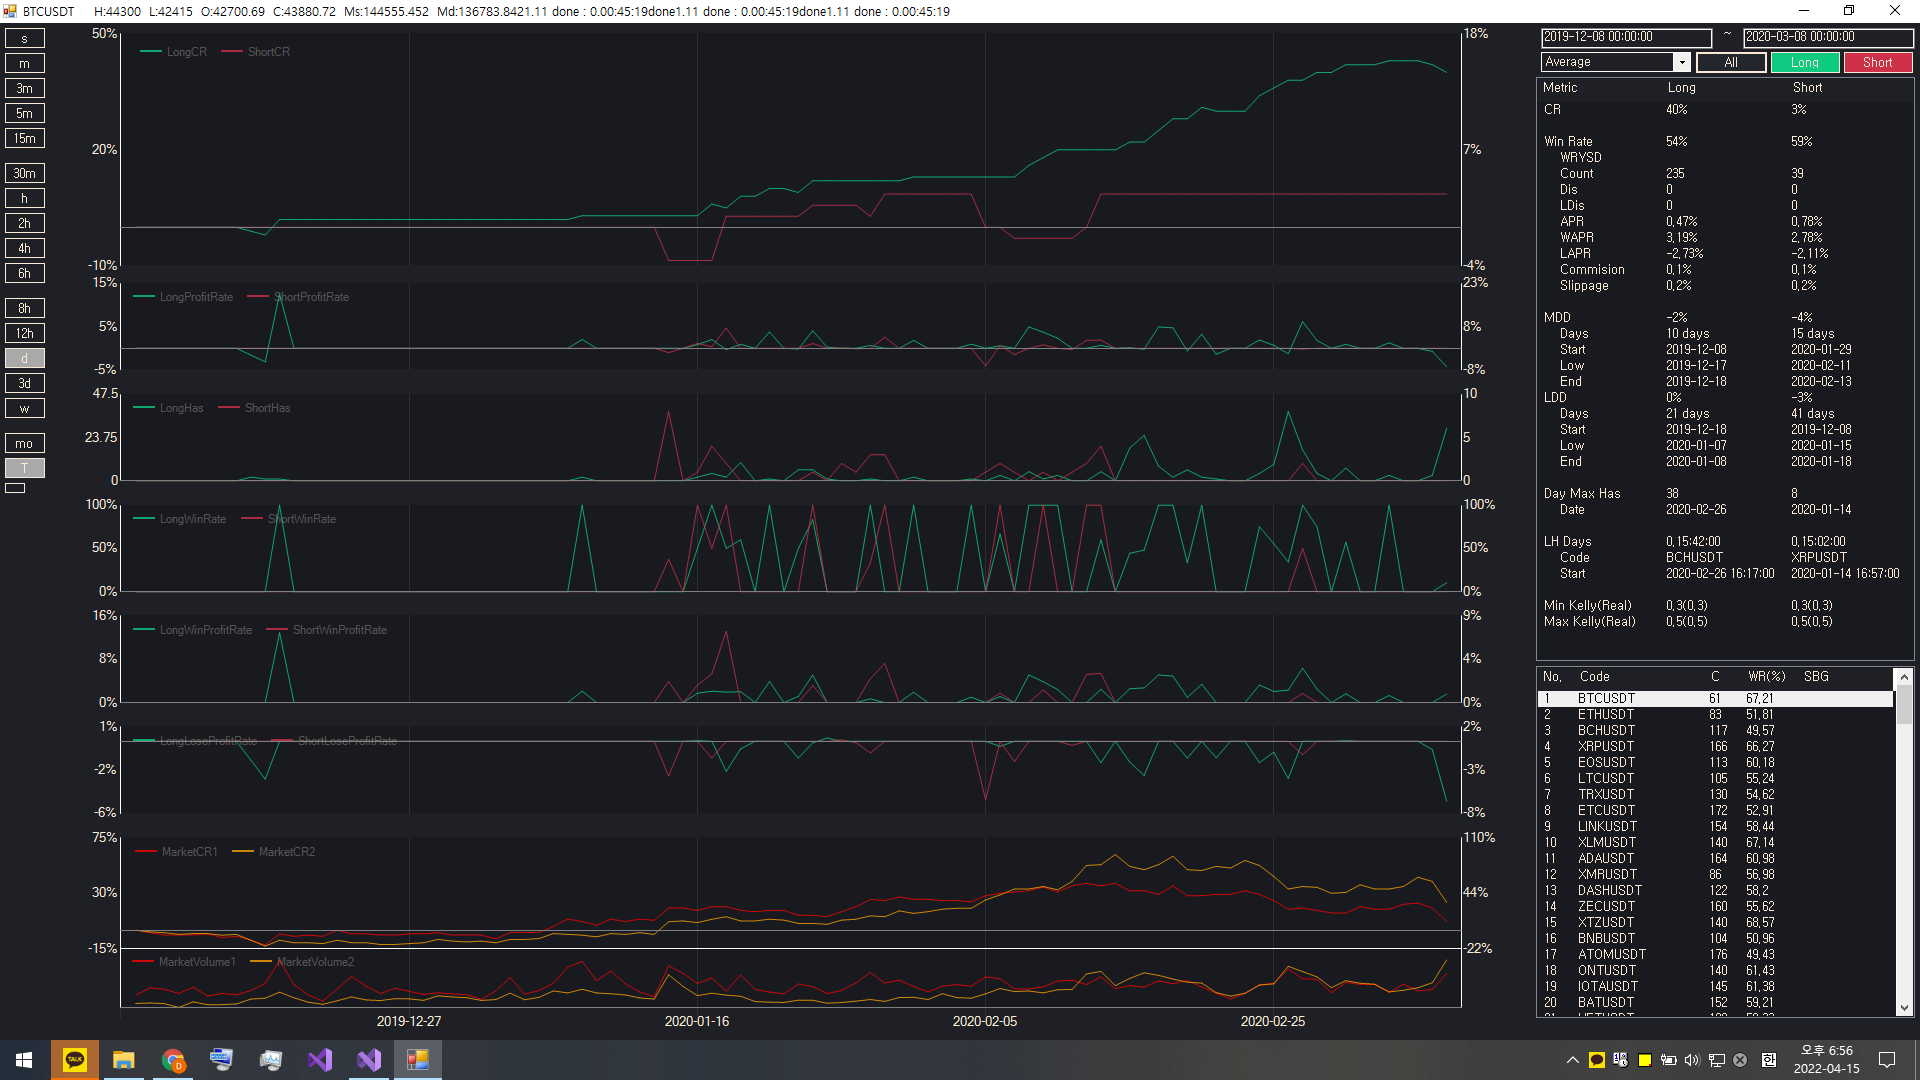 BTCUSDT H:44300 L:42415 O:42700.69 C:43880.72 Ms:144555.452 Md:136783.8421.11 done : 0.00:45:19done1.11 done : 0.00:45:19done1.11 done : 0.00:45:19
s
m
3m
5m
15m
30m
h
2h
4h
6h
8h
12h
d
3d
w
mo
T
50%
20%
-10%
LongCR ShortCR
18%
7%
-4%
15%
5%
-5%
LongProfitRate ShortProfitRate
23%
8%
-8%
47.5
23.75
0
LongHas ShortHas
10
5
0
100%
50%
0%
LongWinRate ShortWinRate
100%
50%
0%
16%
8%
0%
LongWinProfitRate ShortWinProfitRate
9%
4%
0%
1%
-2%
-6%
LongLoseProfitRate ShortLoseProfitRate
2%
-3%
-8%
75%
30%
-15%
MarketCR1 MarketCR2
110%
44%
-22%
MarketVolume1 MarketVolume2
2019-12-27 2020-01-16 2020-02-05 2020-02-25
2019-12-08 00:00:00 ~ 2020-03-08 00:00:00
Average All Long Short
Metric Long Short
CR 40% 3%
Win Rate 54% 59%
WRYSD
Count 235 39
Dis 0 0
LDis 0 0
APR 0.47% 0.78%
WAPR 3.19% 2.78%
LAPR -2.73% -2.11%
Commision 0.1% 0.1%
Slippage 0.2% 0.2%
MDD -2% -4%
Days 10 days 15 days
Start 2019-12-08 2020-01-29
Low 2019-12-17 2020-02-11
End 2019-12-18 2020-02-13
LDD 0% -3%
Days 21 days 41 days
Start 2019-12-18 2019-12-08
Low 2020-01-07 2020-01-15
End 2020-01-08 2020-01-18
Day Max Has 38 8
Date 2020-02-26 2020-01-14
LH Days 0.15:42:00 0.15:02:00
Code BCHUSDT XRPUSDT
Start 2020-02-26 16:17:00 2020-01-14 16:57:00
Min Kelly(Real) 0.3(0.3) 0.3(0.3)
Max Kelly(Real) 0.5(0.5) 0.5(0.5)
No. Code C WR(%) SBG
1 BTCUSDT 61 67.21
2 ETHUSDT 83 51.81
3 BCHUSDT 117 49.57
4 XRPUSDT 166 66.27
5 EOSUSDT 113 60.18
6 LTCUSDT 105 55.24
7 TRXUSDT 130 54.62
8 ETCUSDT 172 52.91
9 LINKUSDT 154 58.44
10 XLMUSDT 140 67.14
11 ADAUSDT 164 60.98
12 XMRUSDT 86 56.98
13 DASHUSDT 122 58.2
14 ZECUSDT 160 55.62
15 XTZUSDT 140 68.57
16 BNBUSDT 104 50.96
17 ATOMUSDT 176 49.43
18 ONTUSDT 140 61.43
19 IOTAUSDT 145 61.38
20 BATUSDT 152 59.21
TALK
D
오후 6:56
2022-04-15